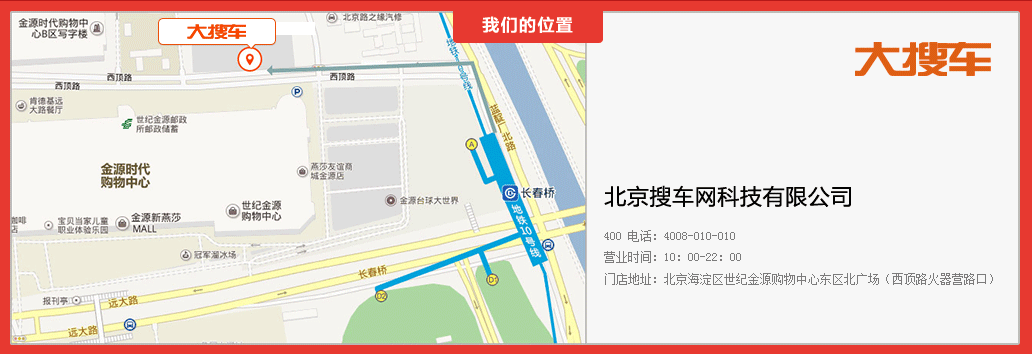 我们的位置
金源时代购物中
心B区写字楼
大搜车
北京路之缘汽修
地铁10号线
西顶路
西顶路
肯德基远
大路餐厅
P
世纪金源邮政
所邮政储蓄
蓝靛厂北路
A
金源时代
购物中心
燕莎友谊商
城金源店
长春桥
金源台球大世界
世纪金源
购物中心
金源新燕莎
MALL
咖啡
店
宝贝当家儿童
职业体验乐园
地铁10号线
冠军溜冰场
长春桥
D1
D2
报刊亭
远大路
远大路
大搜车
北京搜车网科技有限公司
400 电话：4008-010-010
营业时间：10：00-22：00
门店地址：北京海淀区世纪金源购物中心东区北广场（西顶路火器营路口）